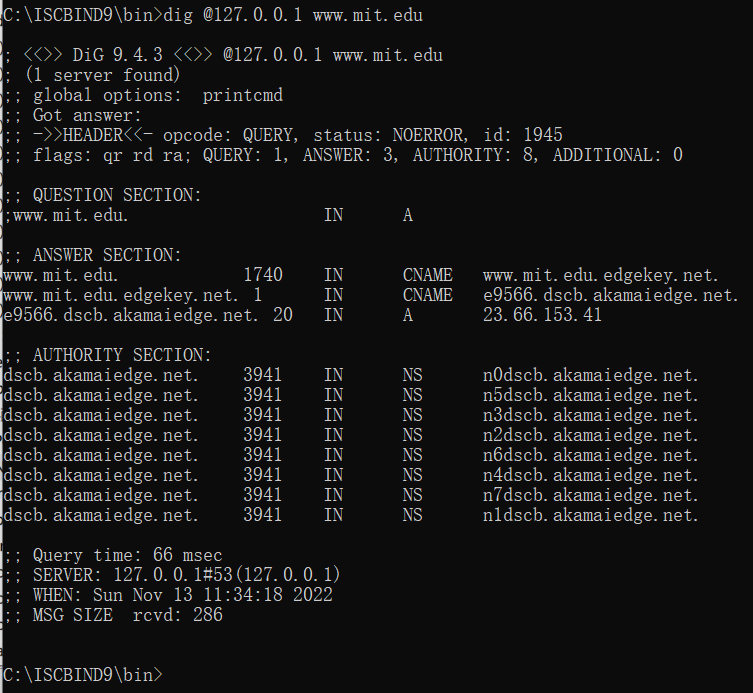 C:\ISCBIND9\bin>dig @127.0.0.1 www.mit.edu
; <<>> DiG 9.4.3 <<>> @127.0.0.1 www.mit.edu
; (1 server found)
;; global options:  printcmd
;; Got answer:
;; ->>HEADER<<- opcode: QUERY, status: NOERROR, id: 1945
;; flags: qr rd ra; QUERY: 1, ANSWER: 3, AUTHORITY: 8, ADDITIONAL: 0
;; QUESTION SECTION:
;www.mit.edu. IN A
;; ANSWER SECTION:
www.mit.edu. 1740 IN CNAME www.mit.edu.edgekey.net.
www.mit.edu.edgekey.net. 1 IN CNAME e9566.dscb.akamaiedge.net.
e9566.dscb.akamaiedge.net. 20 IN A 23.66.153.41
;; AUTHORITY SECTION:
dscb.akamaiedge.net. 3941 IN NS n0dscb.akamaiedge.net.
dscb.akamaiedge.net. 3941 IN NS n5dscb.akamaiedge.net.
dscb.akamaiedge.net. 3941 IN NS n3dscb.akamaiedge.net.
dscb.akamaiedge.net. 3941 IN NS n2dscb.akamaiedge.net.
dscb.akamaiedge.net. 3941 IN NS n6dscb.akamaiedge.net.
dscb.akamaiedge.net. 3941 IN NS n4dscb.akamaiedge.net.
dscb.akamaiedge.net. 3941 IN NS n7dscb.akamaiedge.net.
dscb.akamaiedge.net. 3941 IN NS n1dscb.akamaiedge.net.
;; Query time: 66 msec
;; SERVER: 127.0.0.1#53(127.0.0.1)
;; WHEN: Sun Nov 13 11:34:18 2022
;; MSG SIZE  rcvd: 286
C:\ISCBIND9\bin>